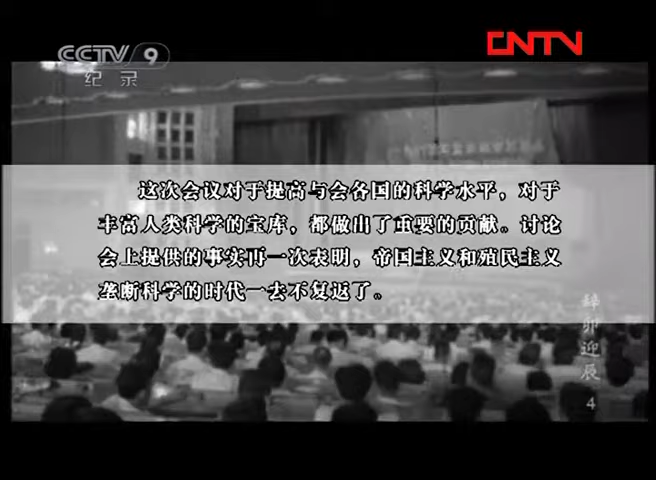 CCTV 9
纪录
CNTV
这次会议对于提高与会各国的科学水平，对于
丰富人类科学的宝库，都做出了重要的贡献。讨论
会上提供的事实再一次表明，帝国主义和殖民主义
垄断科学的时代一去不复返了。
辞卯迎辰 4